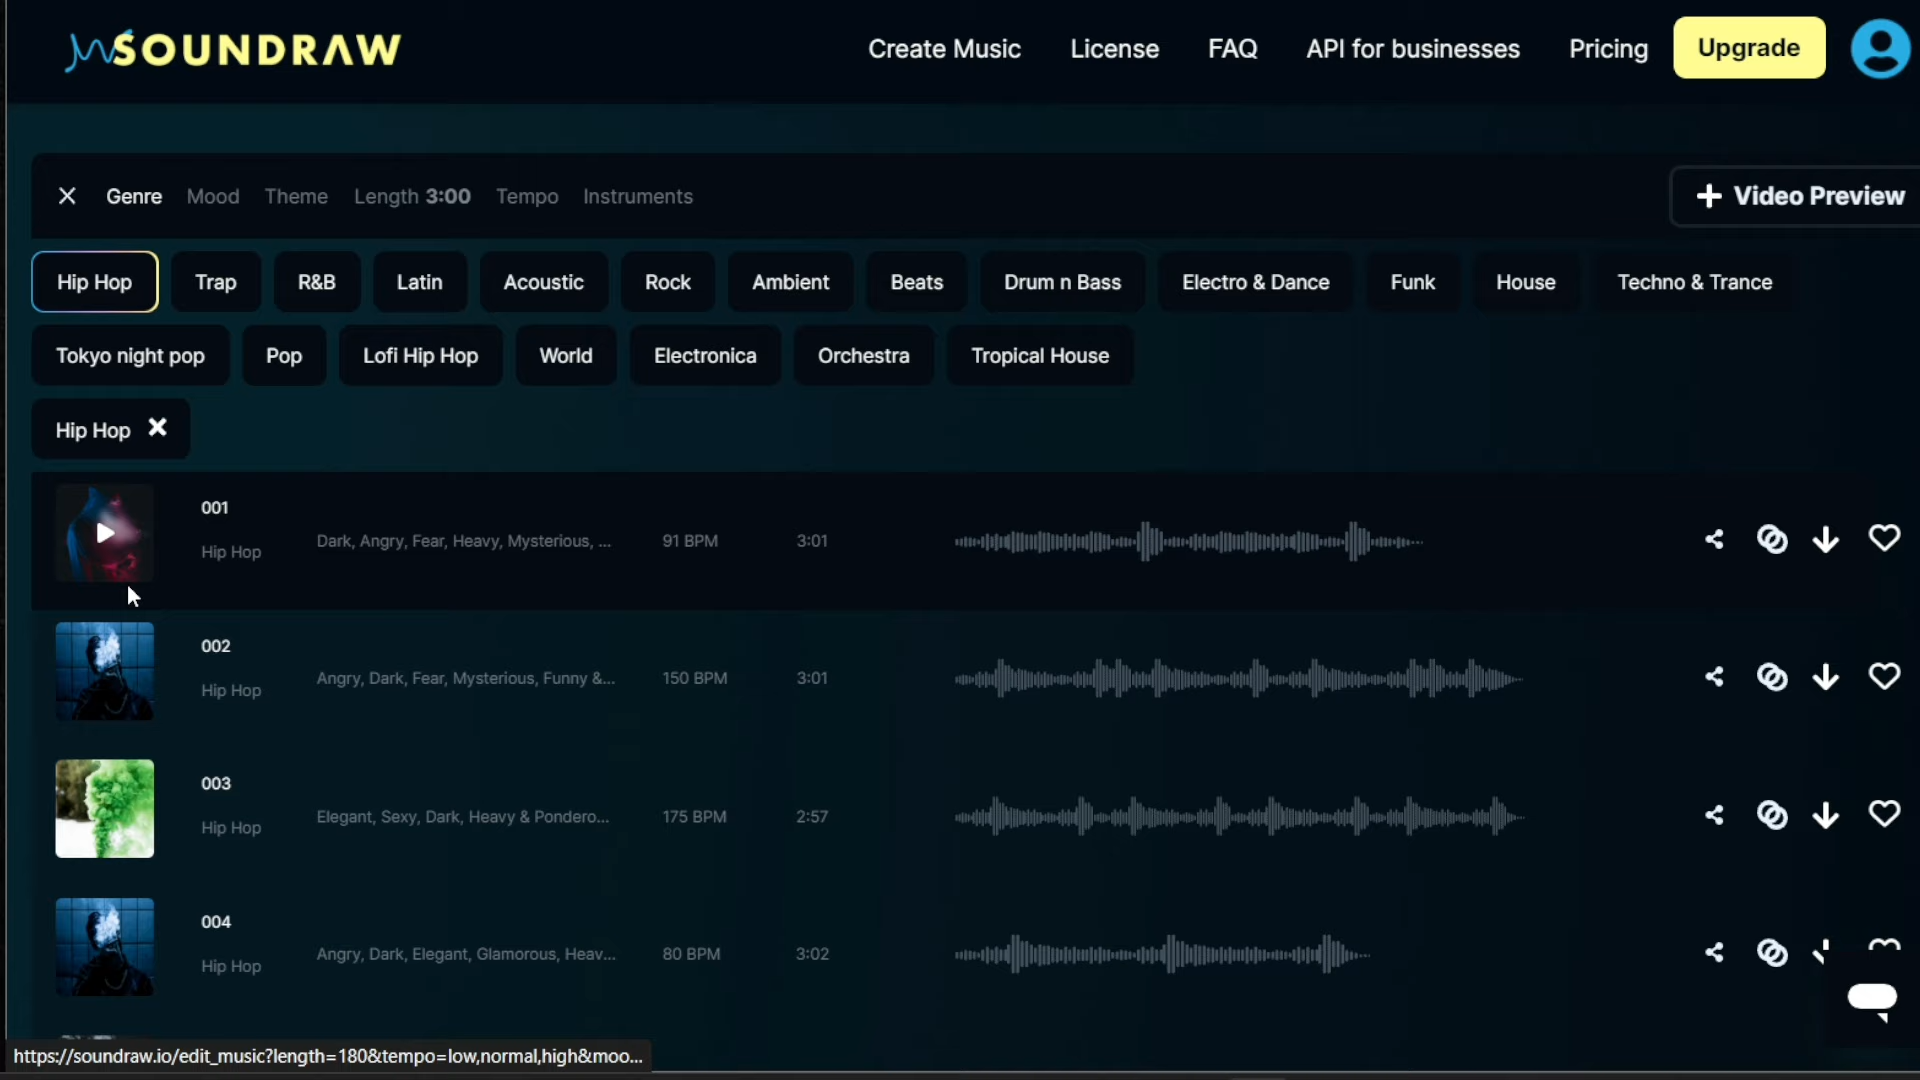 SOUNDRAW
Create Music License FAQ API for businesses Pricing Upgrade
Genre Mood Theme Length 3:00 Tempo Instruments
Video Preview
Hip Hop Trap R&B Latin Acoustic Rock Ambient Beats Drum n Bass Electro & Dance Funk House Techno & Trance
Tokyo night pop Pop Lofi Hip Hop World Electronica Orchestra Tropical House
Hip Hop
001
Hip Hop Dark, Angry, Fear, Heavy, Mysterious, ... 91 BPM 3:01
002
Hip Hop Angry, Dark, Fear, Mysterious, Funny &... 150 BPM 3:01
003
Hip Hop Elegant, Sexy, Dark, Heavy & Pondero... 175 BPM 2:57
004
Hip Hop Angry, Dark, Elegant, Glamorous, Heav... 80 BPM 3:02
https://soundraw.io/edit_music?length=180&tempo=low,normal,high&moo...